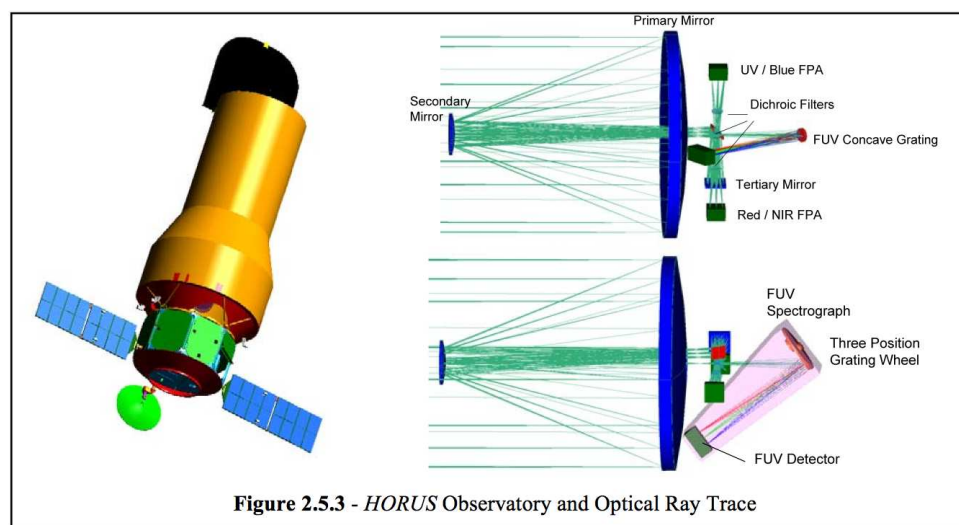 Primary Mirror
UV / Blue FPA
Secondary
Mirror
Dichroic Filters
FUV Concave Grating
Tertiary Mirror
Red / NIR FPA
FUV
Spectrograph
Three Position
Grating Wheel
FUV Detector
Figure 2.5.3 - HORUS Observatory and Optical Ray Trace